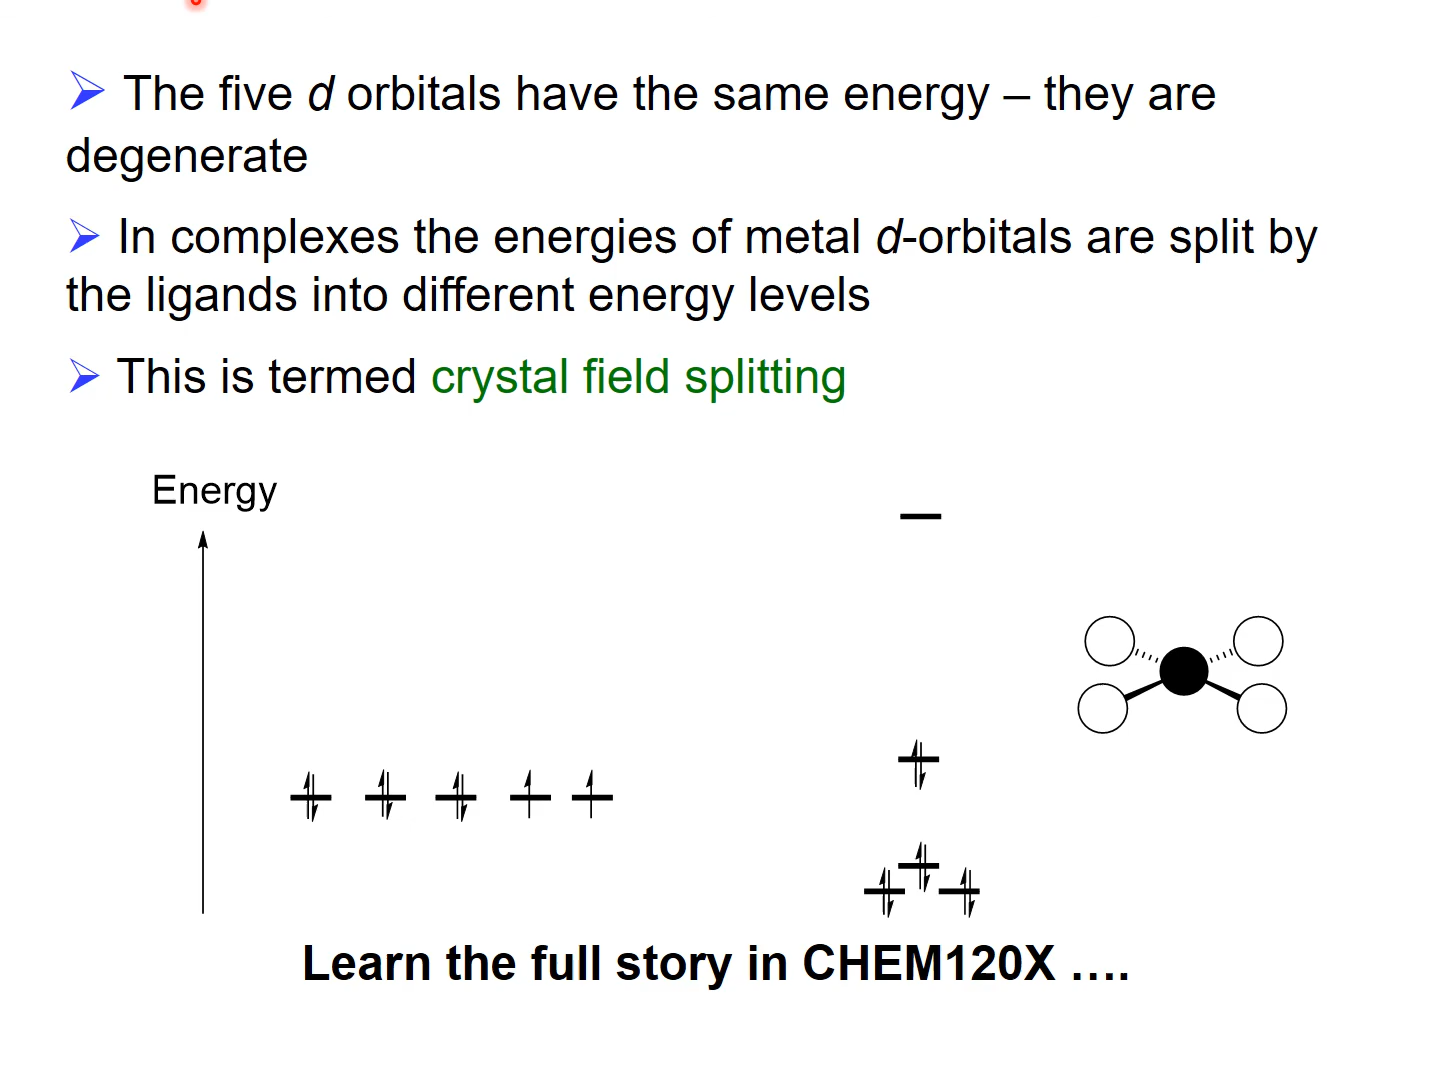 ➢ The five d orbitals have the same energy – they are
degenerate
➢ In complexes the energies of metal d-orbitals are split by
the ligands into different energy levels
➢ This is termed crystal field splitting
Energy
Learn the full story in CHEM120X ….